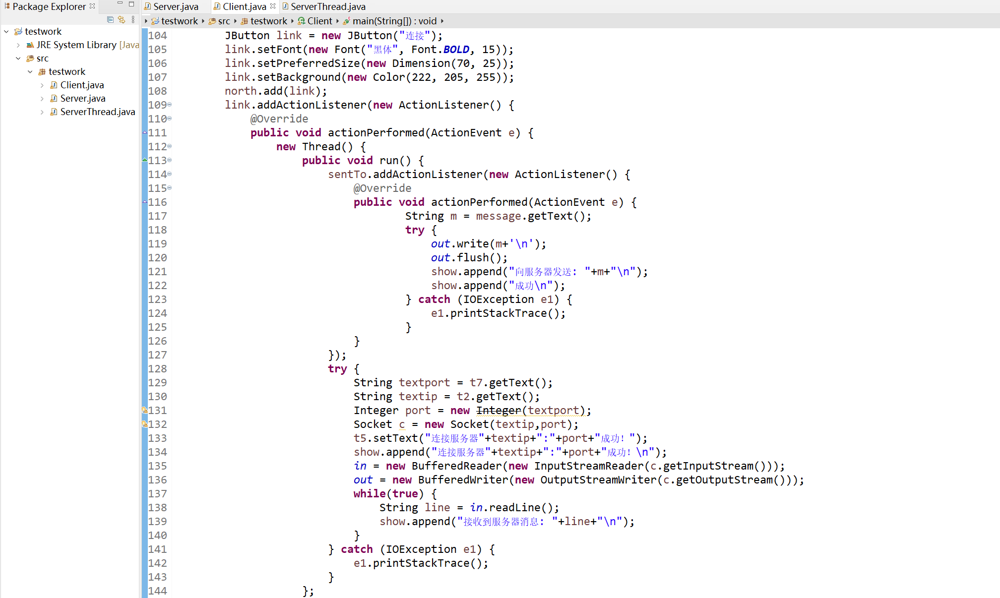 Package Explorer
testwork
JRE System Library [Java
src
testwork
Client.java
Server.java
ServerThread.java
Server.java Client.java ServerThread.java
testwork src testwork Client main(String[]) : void
104 JButton link = new JButton("连接");
105 link.setFont(new Font("黑体", Font.BOLD, 15));
106 link.setPreferredSize(new Dimension(70, 25));
107 link.setBackground(new Color(222, 205, 255));
108 north.add(link);
109 link.addActionListener(new ActionListener() {
110 @Override
111 public void actionPerformed(ActionEvent e) {
112 new Thread() {
113 public void run() {
114 sentTo.addActionListener(new ActionListener() {
115 @Override
116 public void actionPerformed(ActionEvent e) {
117 String m = message.getText();
118 try {
119 out.write(m+'\n');
120 out.flush();
121 show.append("向服务器发送: "+m+"\n");
122 show.append("成功\n");
123 } catch (IOException e1) {
124 e1.printStackTrace();
125 }
126 }
127 });
128 try {
129 String textport = t7.getText();
130 String textip = t2.getText();
131 Integer port = new Integer(textport);
132 Socket c = new Socket(textip,port);
133 t5.setText("连接服务器"+textip+":"+port+"成功! ");
134 show.append("连接服务器"+textip+":"+port+"成功! \n");
135 in = new BufferedReader(new InputStreamReader(c.getInputStream()));
136 out = new BufferedWriter(new OutputStreamWriter(c.getOutputStream()));
137 while(true) {
138 String line = in.readLine();
139 show.append("接收到服务器消息: "+line+"\n");
140 }
141 } catch (IOException e1) {
142 e1.printStackTrace();
143 }
144 };